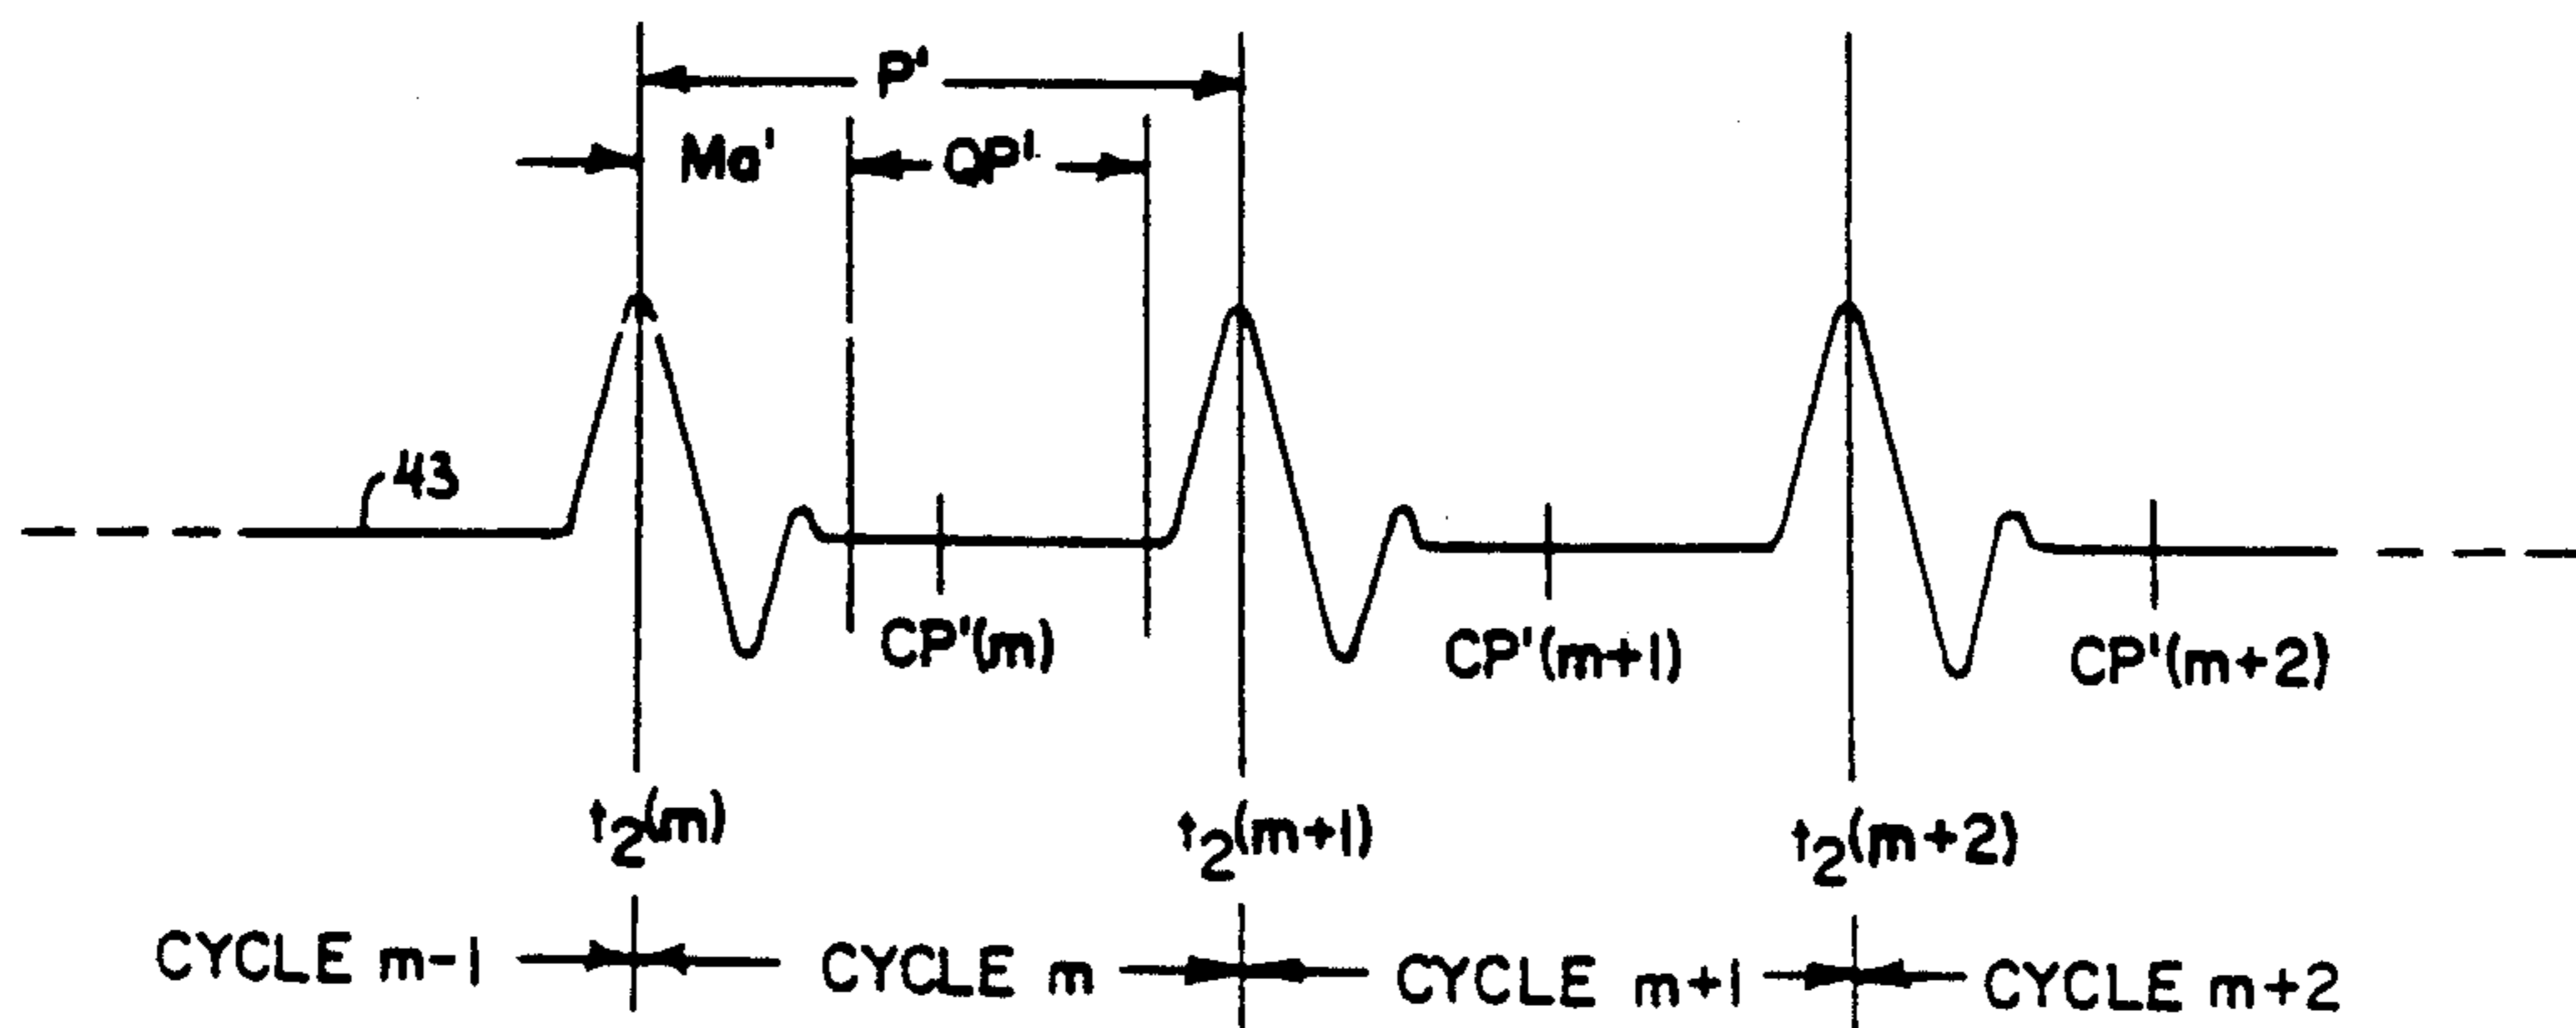 P'
Ma' QP'
43
CP'(m) CP'(m+1) CP'(m+2)
t2(m) t2(m+1) t2(m+2)
CYCLE m-1 CYCLE m CYCLE m+1 CYCLE m+2